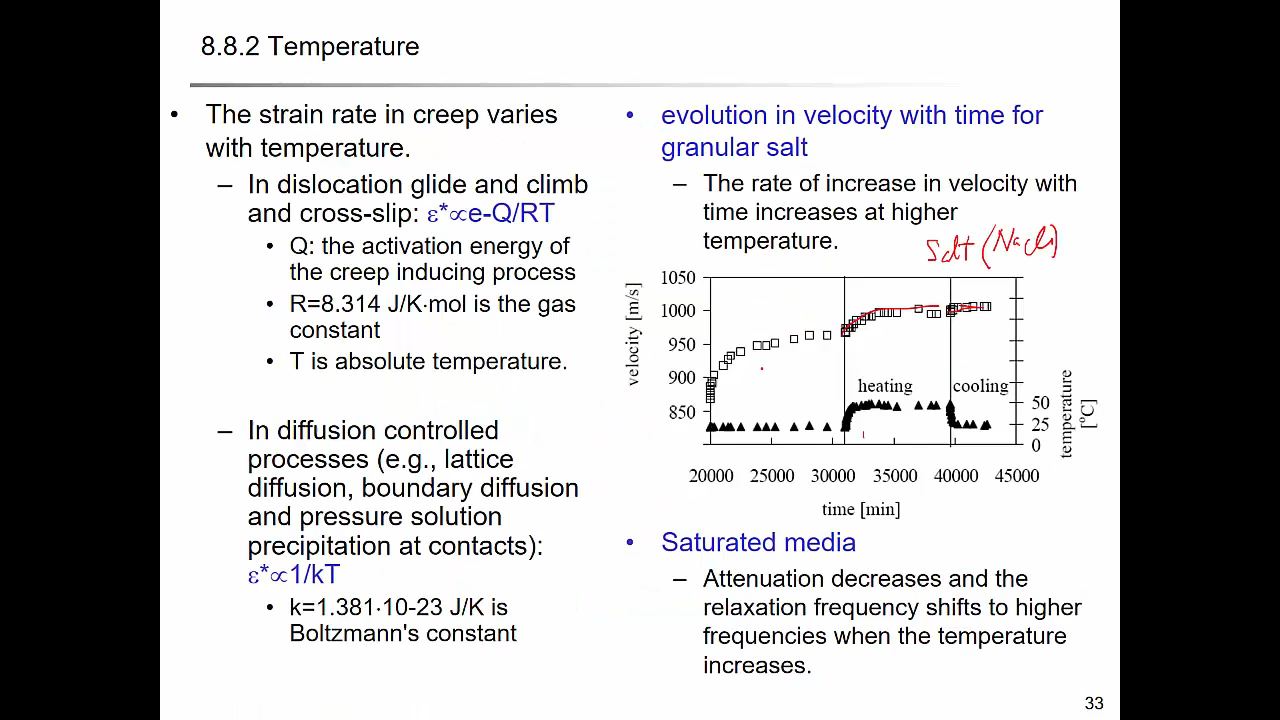 8.8.2 Temperature
• The strain rate in creep varies
with temperature.
– In dislocation glide and climb
and cross-slip: ε*∝e-Q/RT
• Q: the activation energy of
the creep inducing process
• R=8.314 J/K·mol is the gas
constant
• T is absolute temperature.
– In diffusion controlled
processes (e.g., lattice
diffusion, boundary diffusion
and pressure solution
precipitation at contacts):
ε*∝1/kT
• k=1.381·10-23 J/K is
Boltzmann's constant
• evolution in velocity with time for
granular salt
– The rate of increase in velocity with
time increases at higher
temperature.
Salt (NaCl)
velocity [m/s]
1050
1000
950
900
850
heating
cooling
50
25
0
temperature
[ºC]
20000 25000 30000 35000 40000 45000
time [min]
• Saturated media
– Attenuation decreases and the
relaxation frequency shifts to higher
frequencies when the temperature
increases.
33